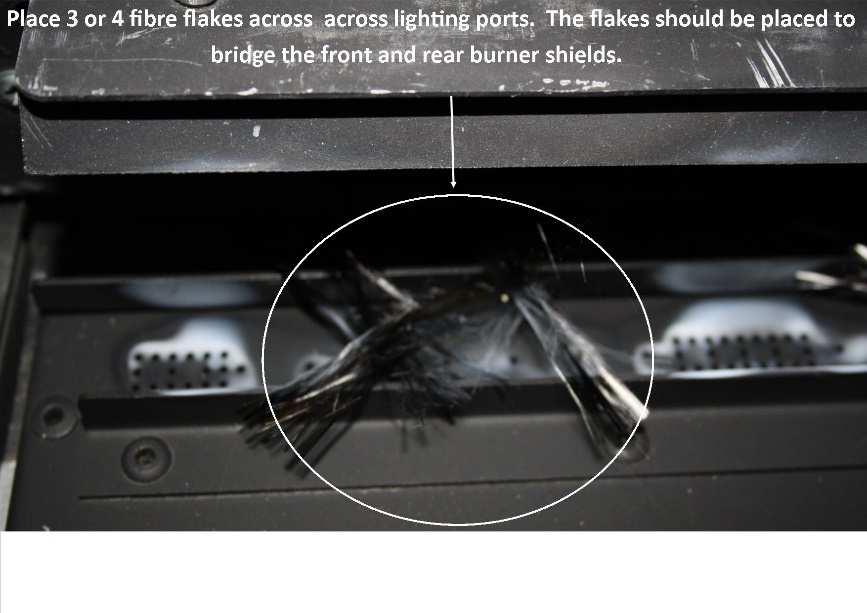 Place 3 or 4 fibre flakes across  across lighting ports.  The flakes should be placed to
bridge the front and rear burner shields.